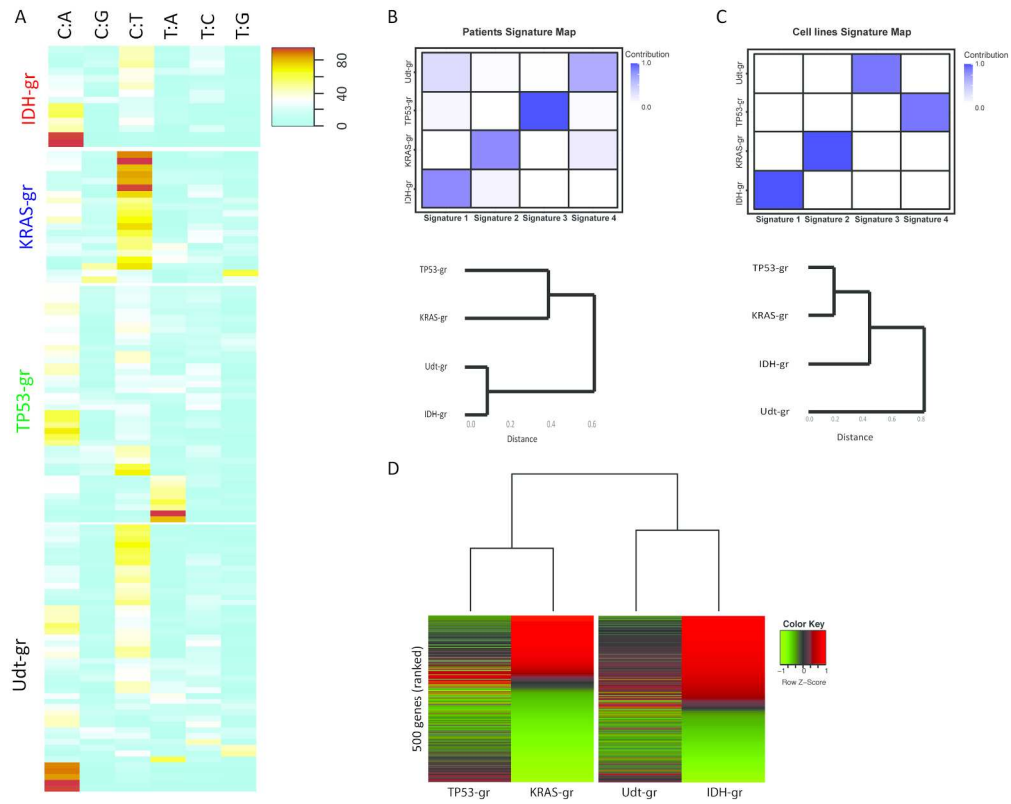 A
C:A
C:G
C:T
T:A
T:C
T:G
80
60
40
20
0
IDH-gr
KRAS-gr
TP53-gr
Udt-gr
B
Patients Signature Map
Udt-gr
TP53-gr
KRAS-gr
IDH-gr
Signature 1 Signature 2 Signature 3 Signature 4
Contribution
1.0
0.0
TP53-gr
KRAS-gr
Udt-gr
IDH-gr
0.0 0.2 0.4 0.6
Distance
C
Cell lines Signature Map
Udt-gr
TP53-gr
KRAS-gr
IDH-gr
Signature 1 Signature 2 Signature 3 Signature 4
Contribution
1.0
0.0
TP53-gr
KRAS-gr
IDH-gr
Udt-gr
0.0 0.2 0.4 0.6 0.8
Distance
D
500 genes (ranked)
TP53-gr KRAS-gr Udt-gr IDH-gr
Color Key
−1 0 1
Row Z−Score